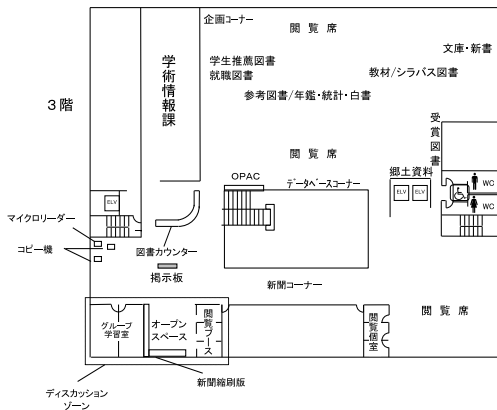 企画コーナー
閲覧席
文庫・新書
学術情報課
学生推薦図書
就職図書
教材/シラバス図書
参考図書/年鑑・統計・白書
3階
受賞図書
閲覧席
郷土資料
OPAC
データベースコーナー
ELV
ELV
ELV
WC
WC
マイクロリーダー
コピー機
図書カウンター
掲示板
新聞コーナー
閲覧席
グループ
学習室
オープン
スペース
閲覧ブース
閲覧個室
新聞縮刷版
ディスカッション
ゾーン